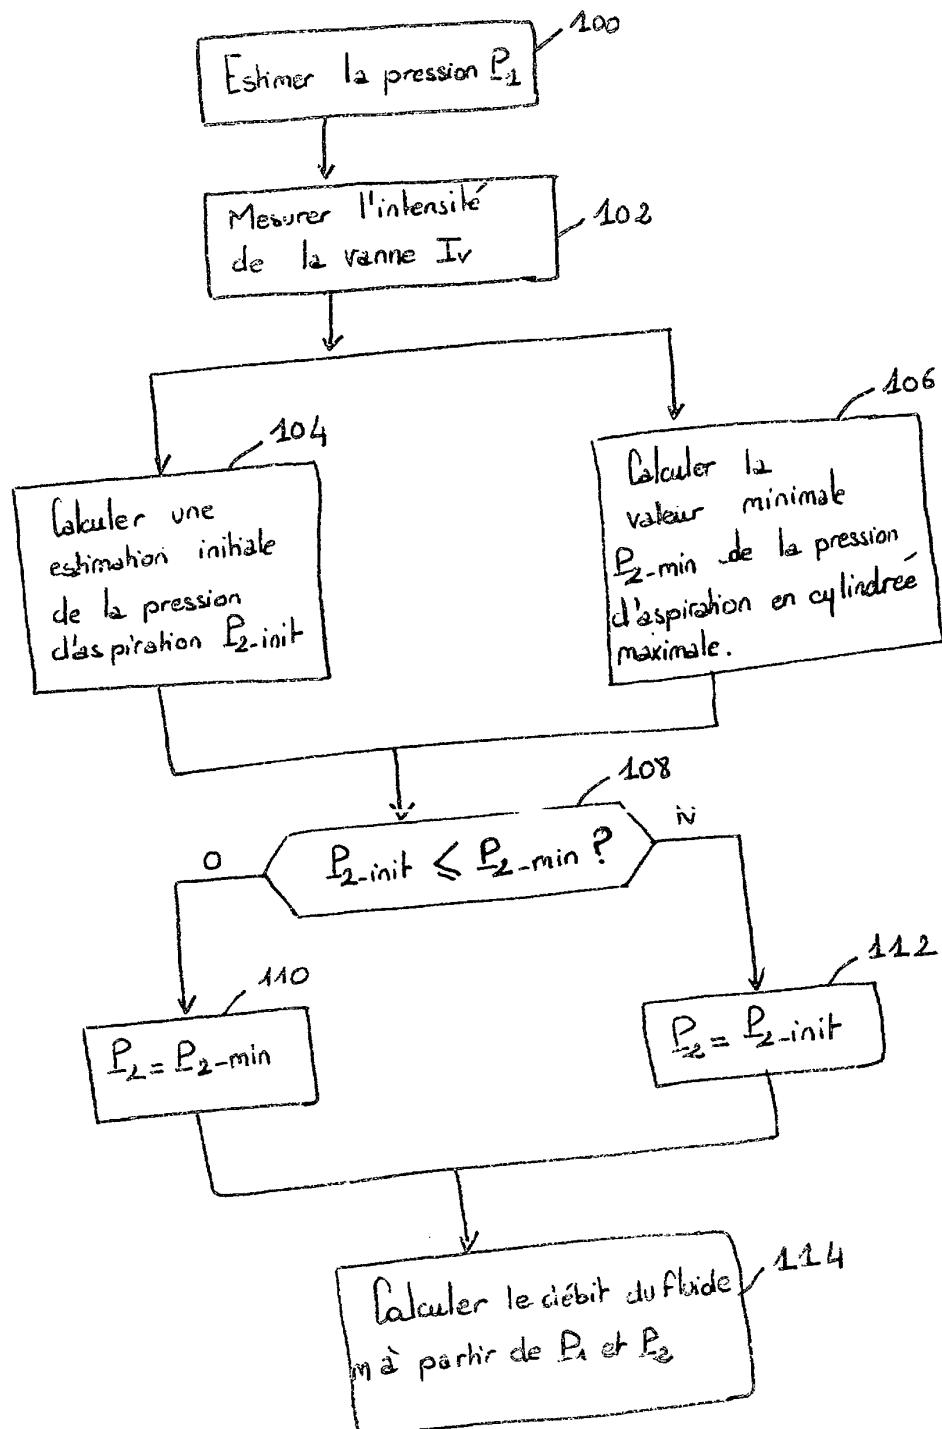 100
Estimer la pression P1
Mesurer l'intensité
de la vanne Iv
102
104
Calculer une
estimation initiale
de la pression
d'aspiration P2-init
106
Calculer la
valeur minimale
P2-min de la pression
d'aspiration en cylindrée
maximale.
108
P2-init ≤ P2-min ?
O
N
110
P2 = P2-min
112
P2 = P2-init
114
Calculer le débit du fluide
m à partir de P1 et P2